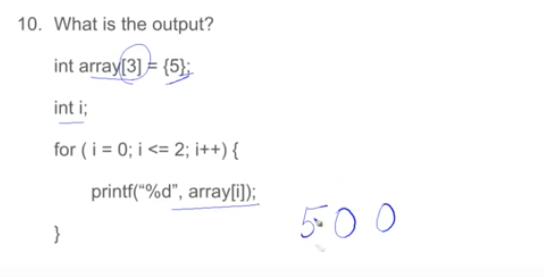 10. What is the output?
int array[3] = {5};
int i;
for ( i = 0; i <= 2; i++) {
printf(“%d”, array[i]);
}
5 0 0